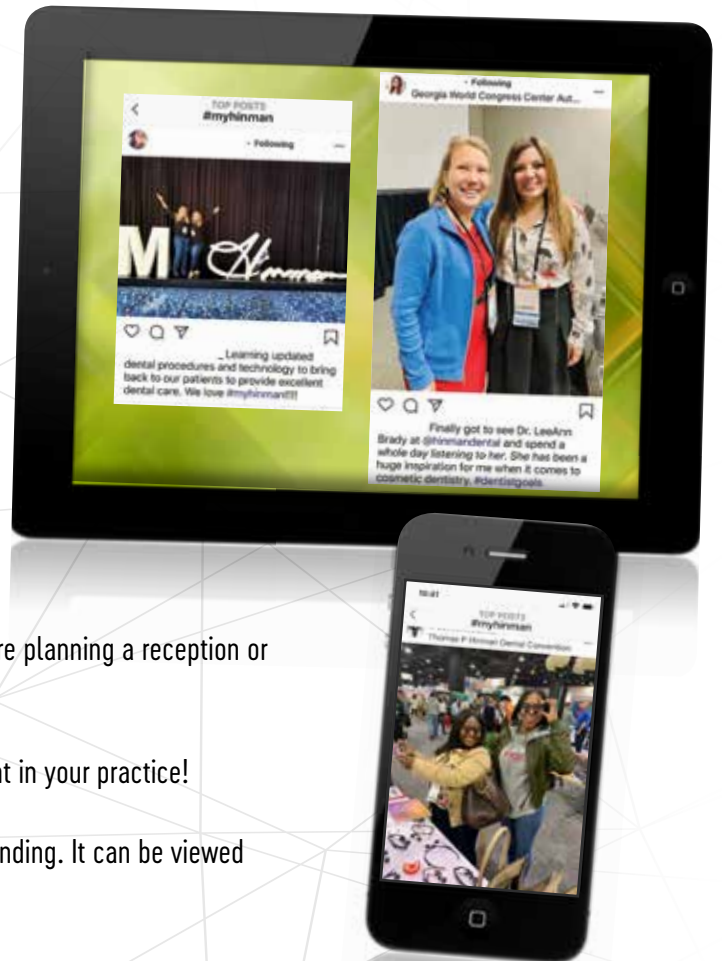 TOP POSTS
#myhinman
• Following
M
Hinman
_ Learning updated
dental procedures and technology to bring
back to our patients to provide excellent
dental care. We love #myhinman!!!!
• Following
Georgia World Congress Center Aut...
Finally got to see Dr. LeeAnn
Brady at @hinmandental and spend a
whole day listening to her. She has been a
huge inspiration for me when it comes to
cosmetic dentistry. #dentistgoals
10:41
TOP POSTS
#myhinman
Thomas P Hinman Dental Convention
re planning a reception or
nt in your practice!
nding. It can be viewed